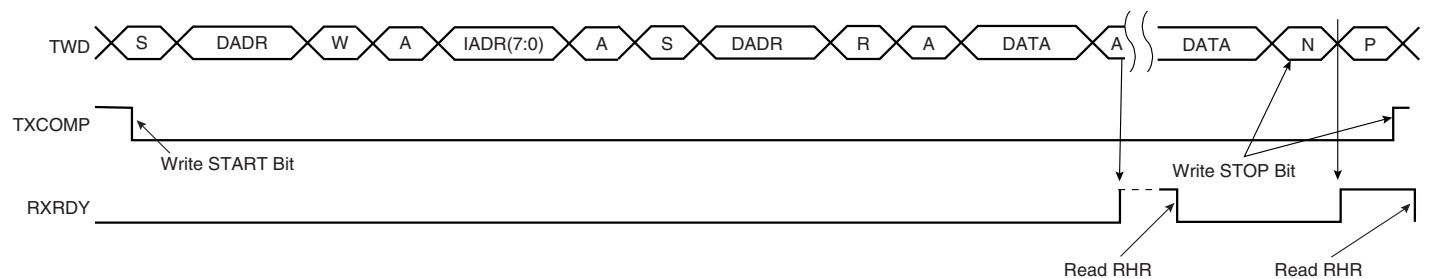 TWD S DADR W A IADR(7:0) A S DADR R A DATA A DATA N P
TXCOMP
Write START Bit
Write STOP Bit
RXRDY
Read RHR Read RHR